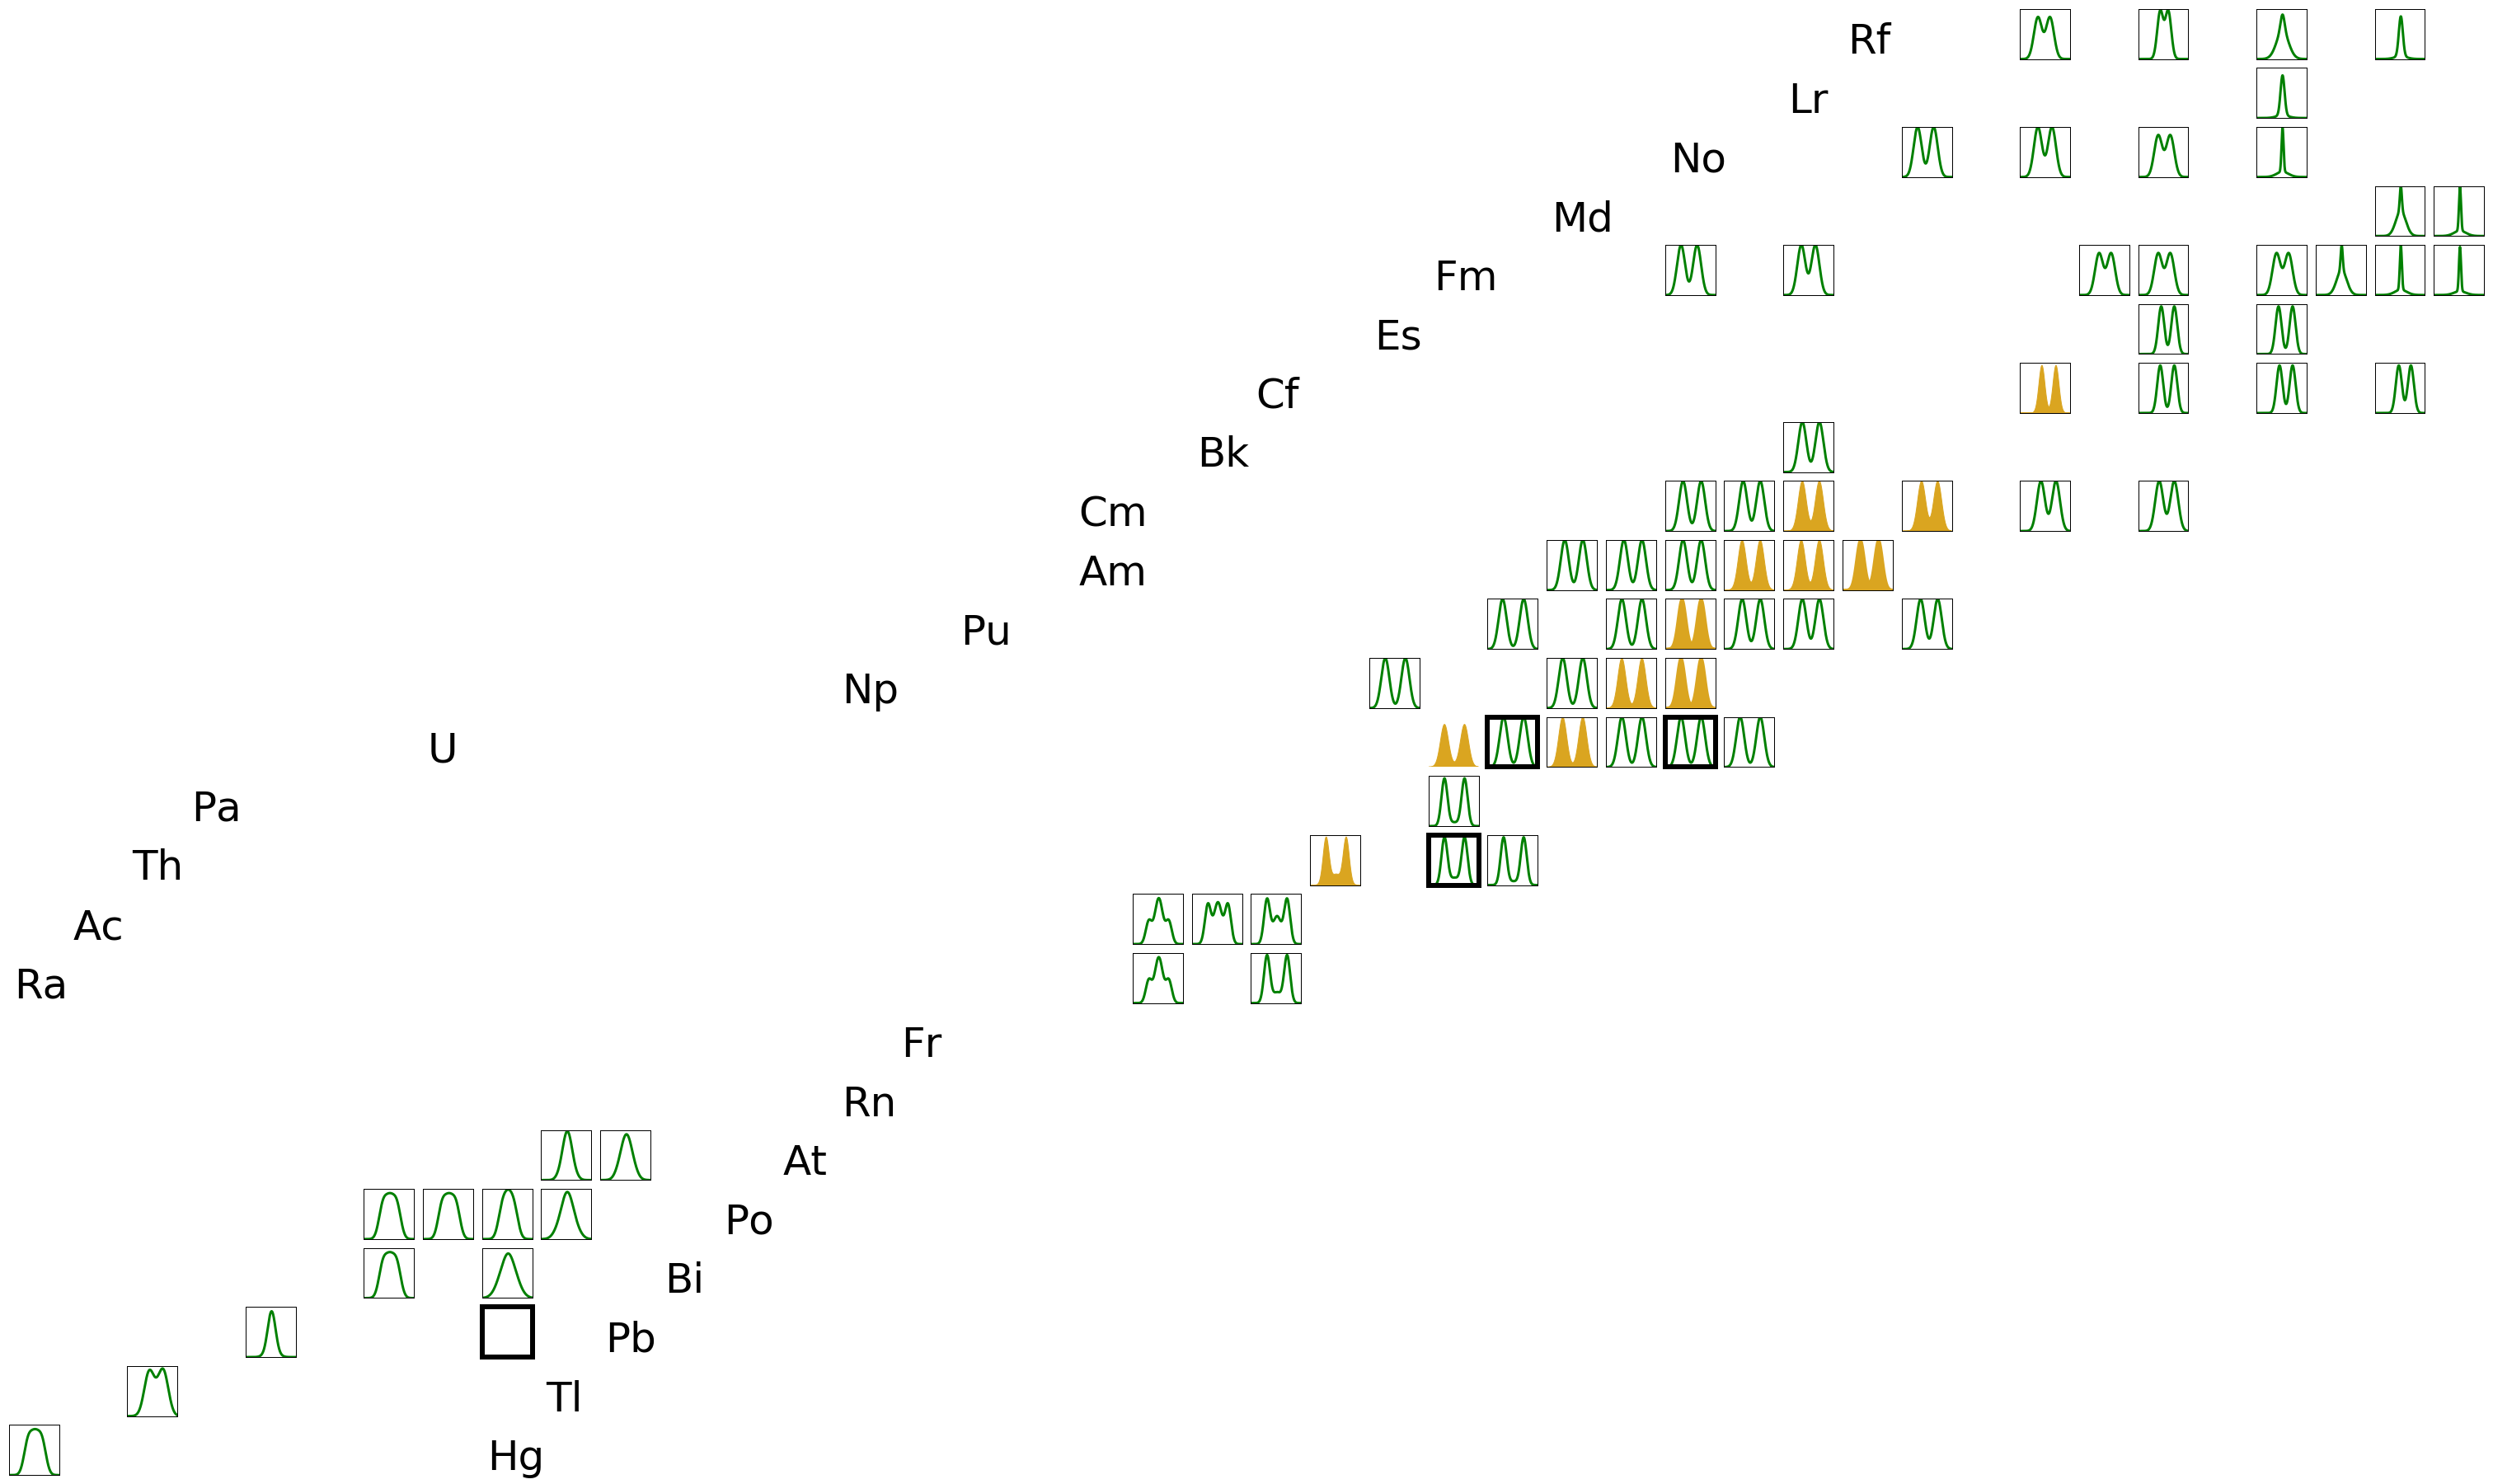 Rf
Lr
No
Md
Fm
Es
Cf
Bk
Cm
Am
Pu
Np
U
Pa
Th
Ac
Ra
Fr
Rn
At
Po
Bi
Pb
Tl
Hg